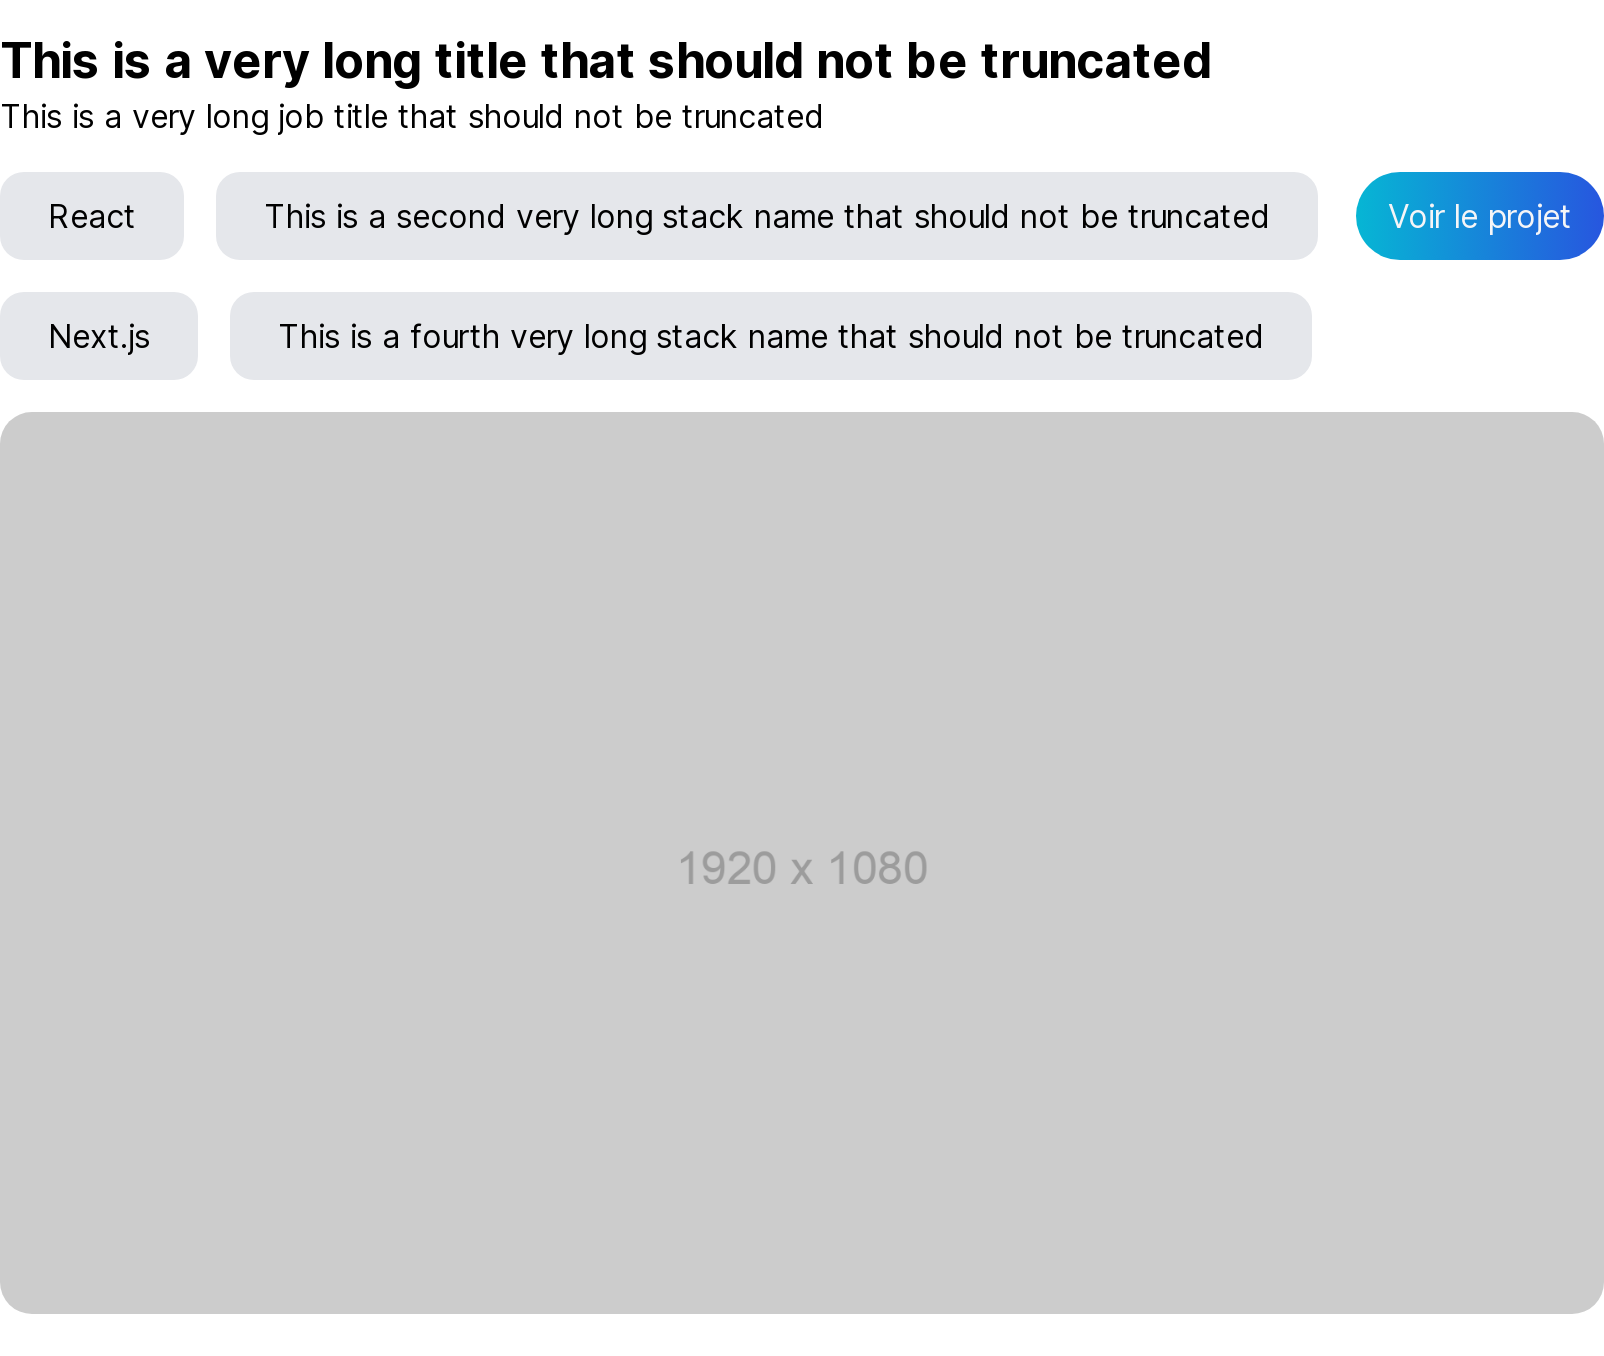 This is a very long title that should not be truncated
This is a very long job title that should not be truncated
React
This is a second very long stack name that should not be truncated
Voir le projet
Next.js
This is a fourth very long stack name that should not be truncated
1920 x 1080